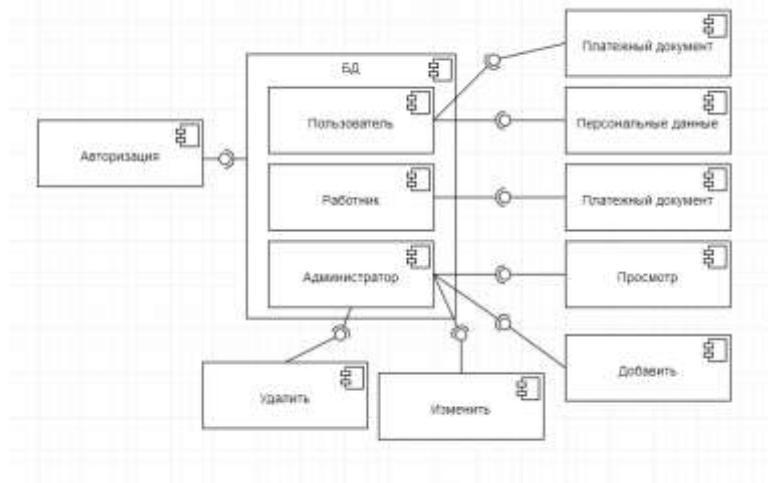 Платежный документ
БД
Пользователь
Персональные данные
Авторизация
Работник
Платежный документ
Администратор
Просмотр
Добавить
Удалить
Изменить